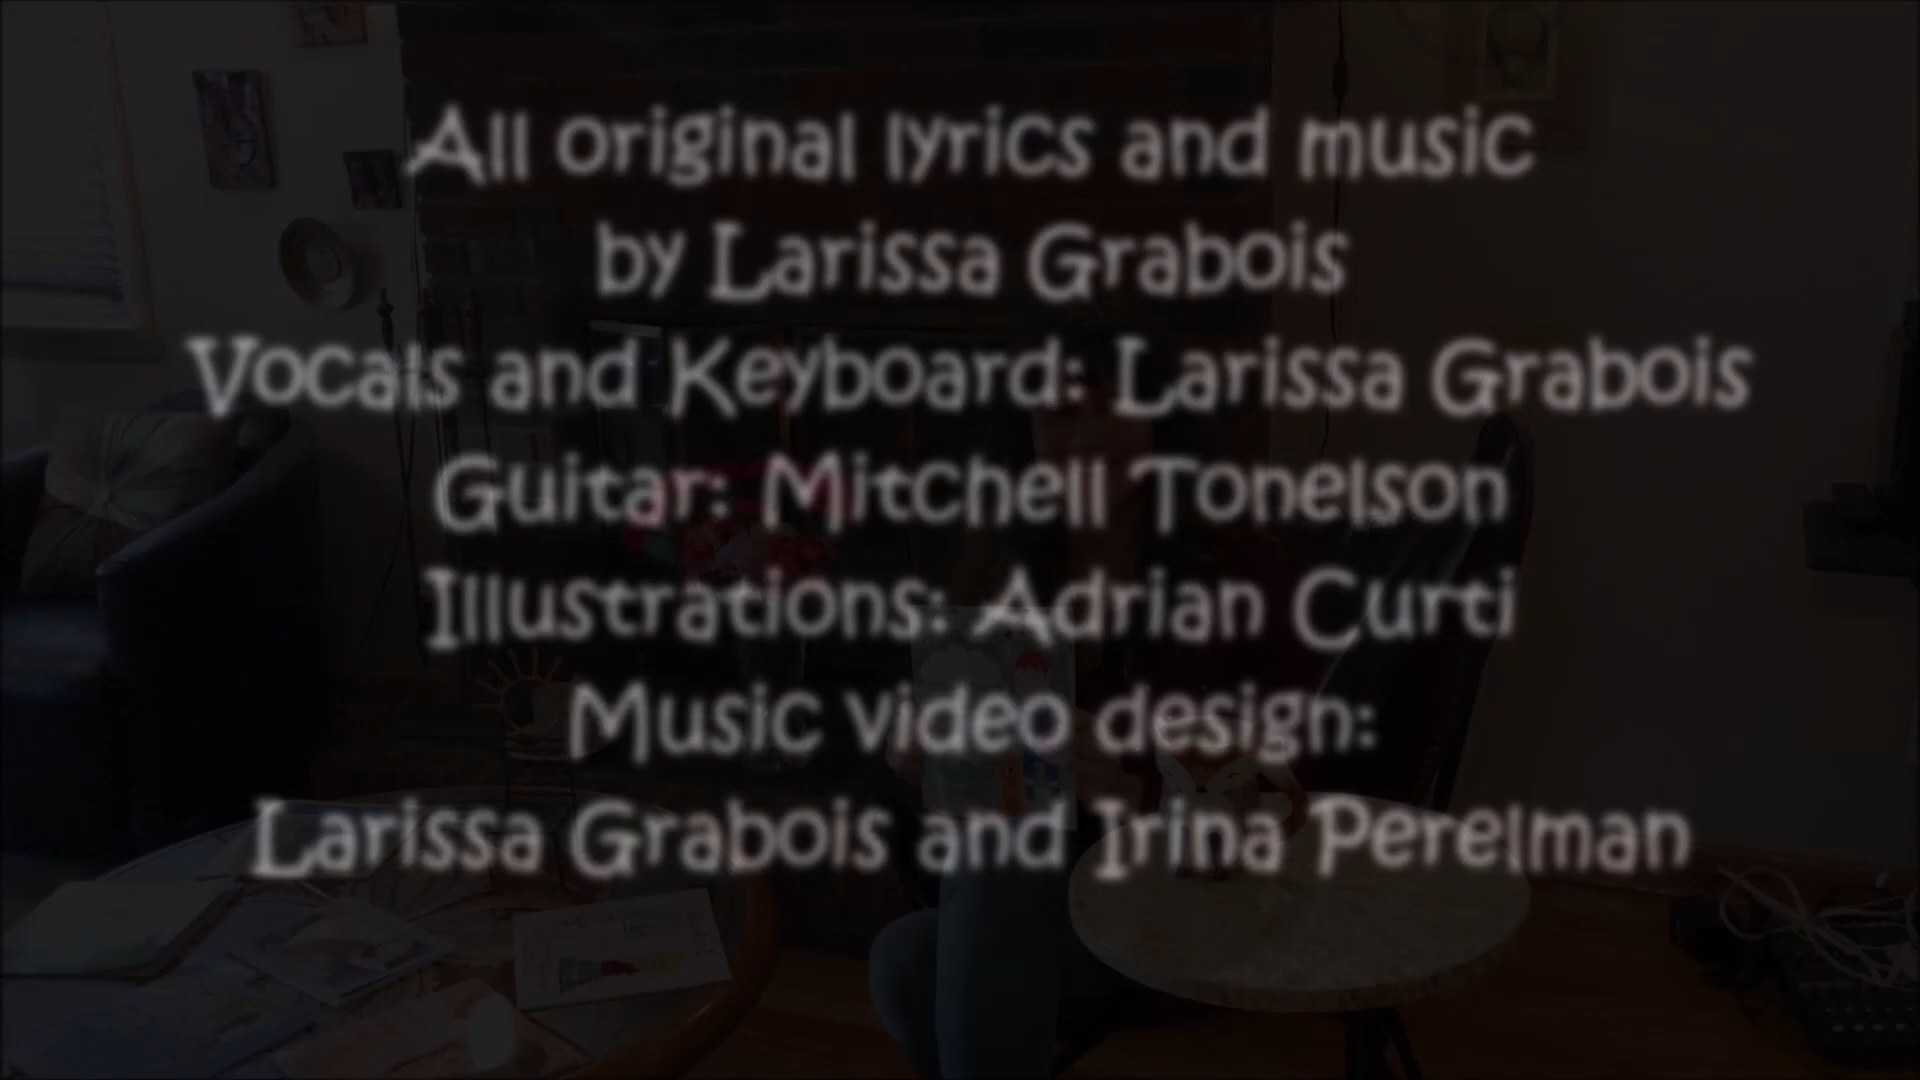 All original lyrics and music
by Larissa Grabois
Vocals and Keyboard: Larissa Grabois
Guitar: Mitchell Tonelson
Illustrations: Adrian Curti
Music video design:
Larissa Grabois and Irina Perelman